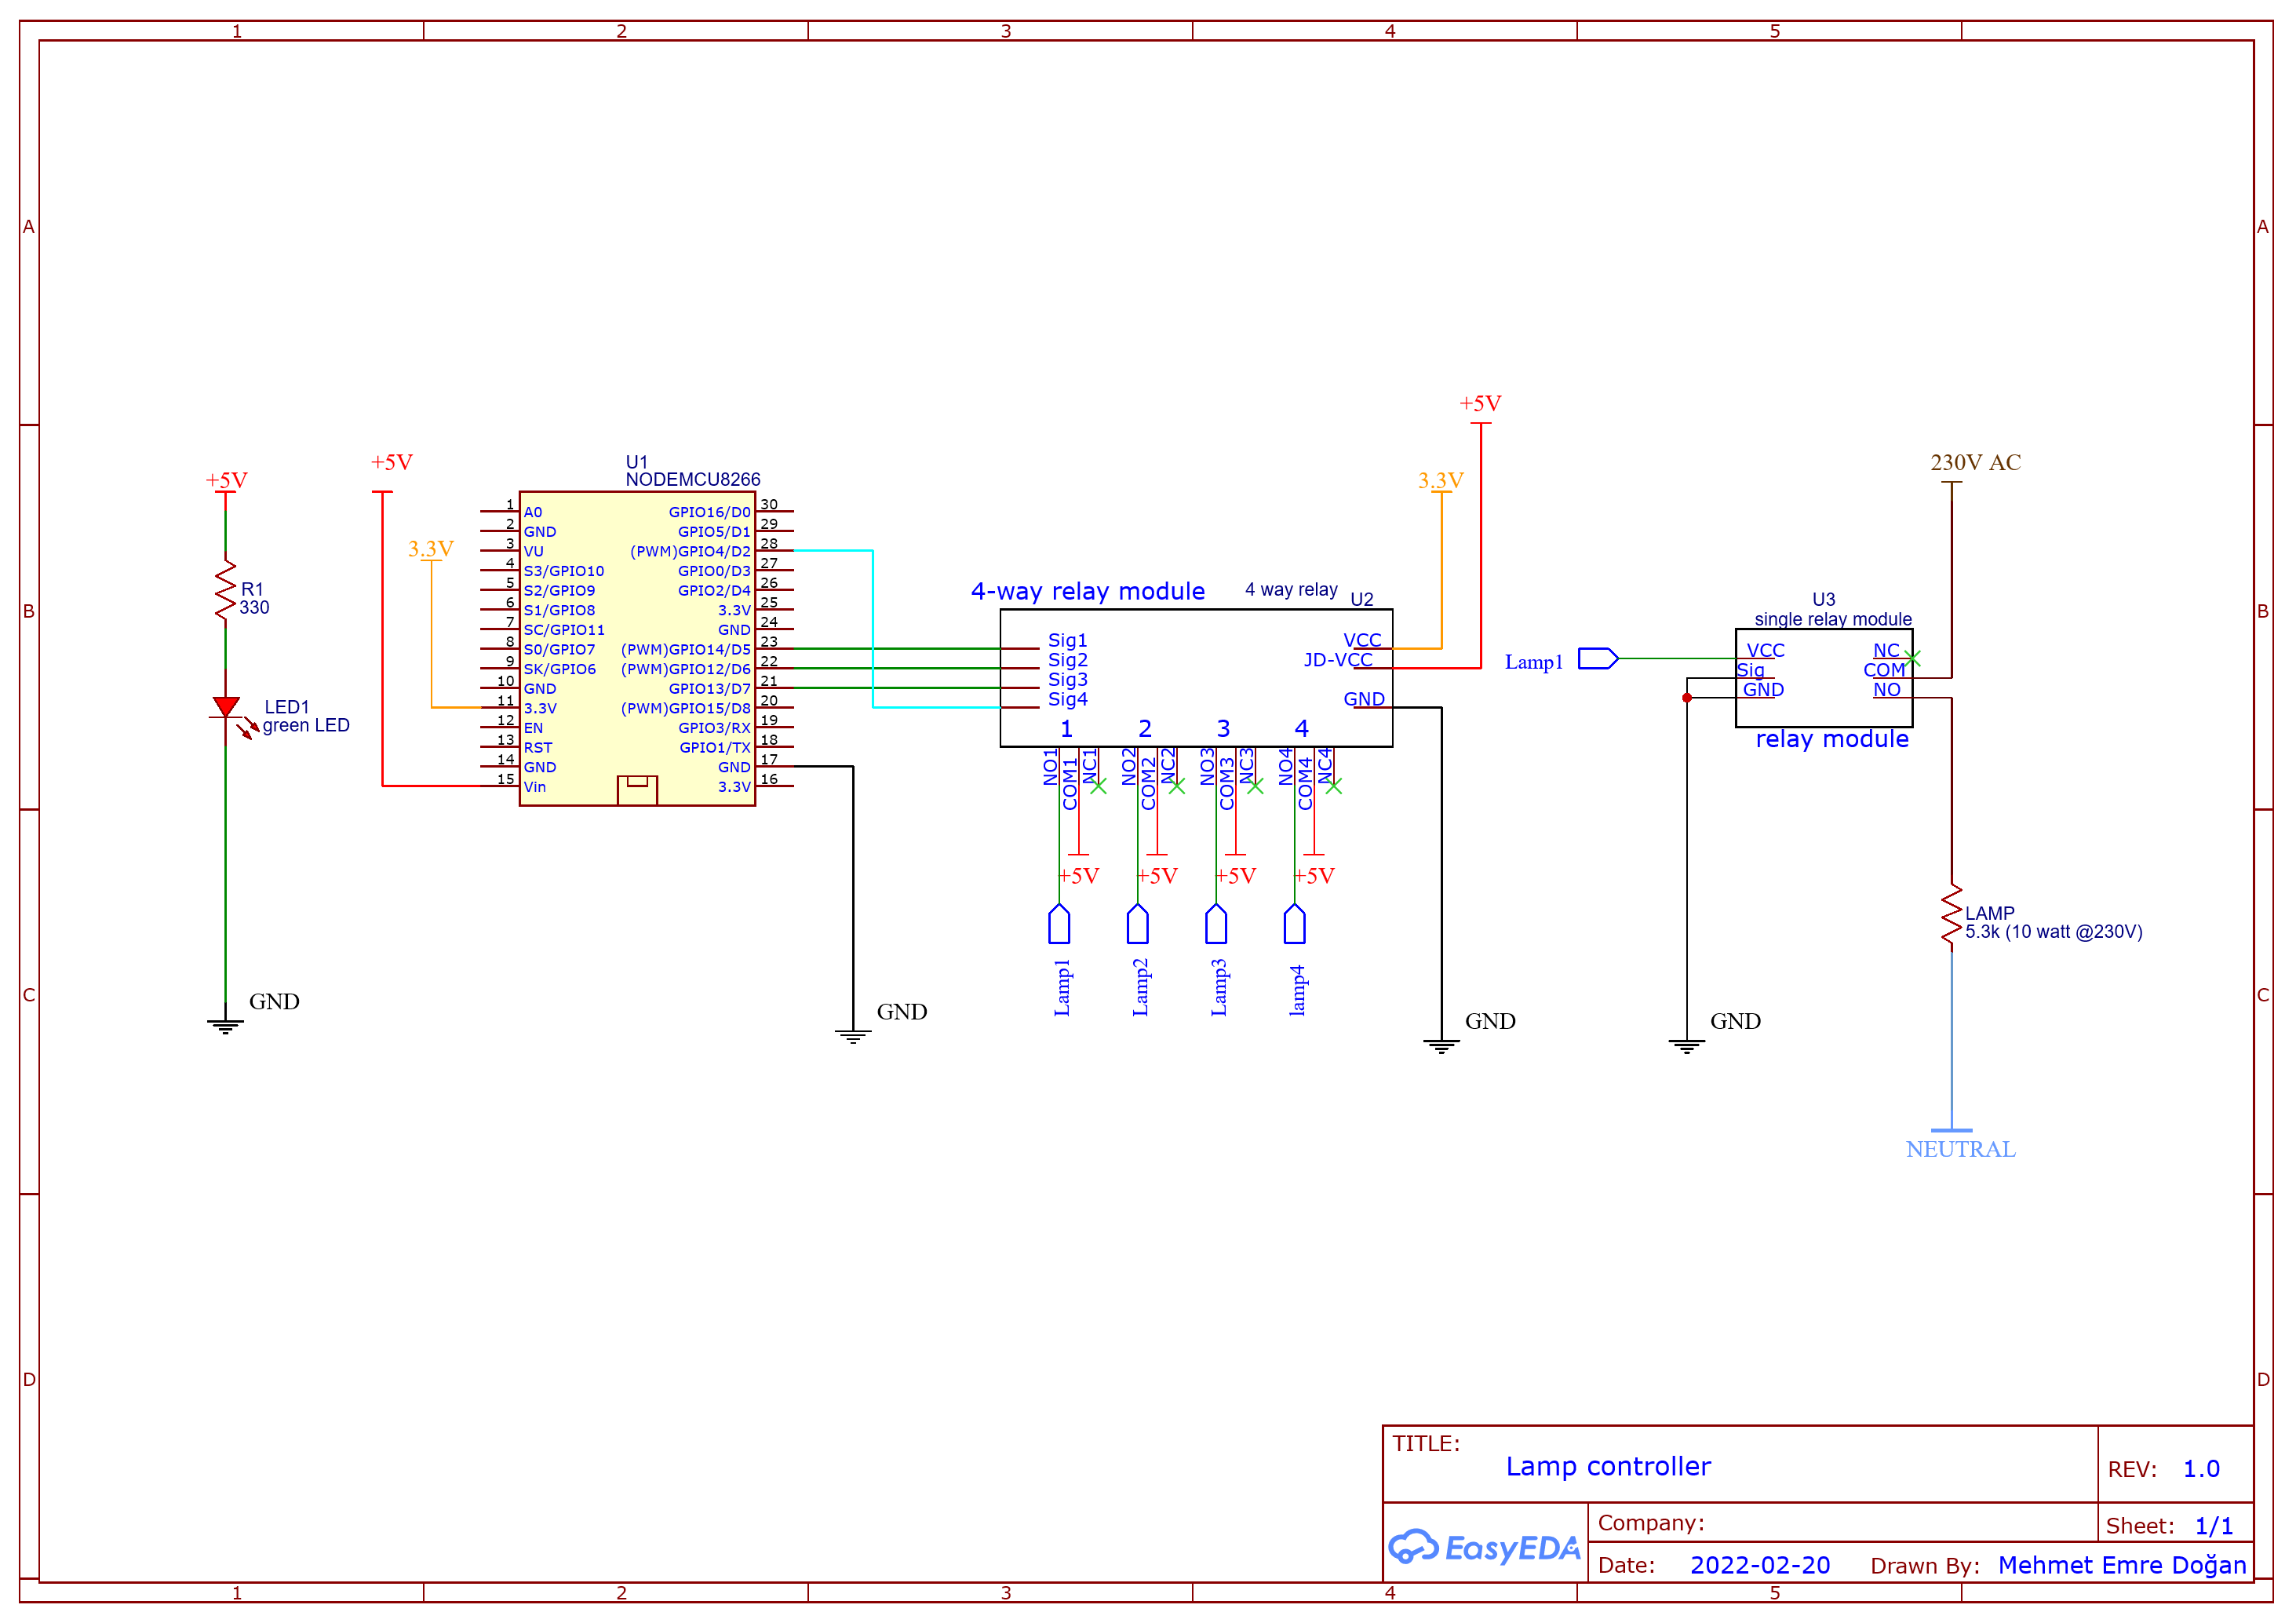 1 2 3 4 5
A A
B B
C C
D D
+5V
R1
330
LED1
green LED
GND
+5V
3.3V
U1
NODEMCU8266
1 A0
2 GND
3 VU
4 S3/GPIO10
5 S2/GPIO9
6 S1/GPIO8
7 SC/GPIO11
8 S0/GPIO7
9 SK/GPIO6
10 GND
11 3.3V
12 EN
13 RST
14 GND
15 Vin
GPIO16/D0 30
GPIO5/D1 29
(PWM)GPIO4/D2 28
GPIO0/D3 27
GPIO2/D4 26
3.3V 25
GND 24
(PWM)GPIO14/D5 23
(PWM)GPIO12/D6 22
GPIO13/D7 21
(PWM)GPIO15/D8 20
GPIO3/RX 19
GPIO1/TX 18
GND 17
3.3V 16
GND
4-way relay module
4 way relay
U2
Sig1
Sig2
Sig3
Sig4
VCC
JD-VCC
GND
1 2 3 4
NO1 COM1 NC1 NO2 COM2 NC2 NO3 COM3 NC3 NO4 COM4 NC4
+5V +5V +5V +5V
Lamp1 Lamp2 Lamp3 lamp4
3.3V
+5V
GND
Lamp1
U3
single relay module
VCC
Sig
GND
NC
COM
NO
relay module
GND
230V AC
LAMP
5.3k (10 watt @230V)
NEUTRAL
TITLE:
Lamp controller
REV: 1.0
EasyEDA
Company:
Sheet: 1/1
Date: 2022-02-20
Drawn By: Mehmet Emre Doğan
1 2 3 4 5